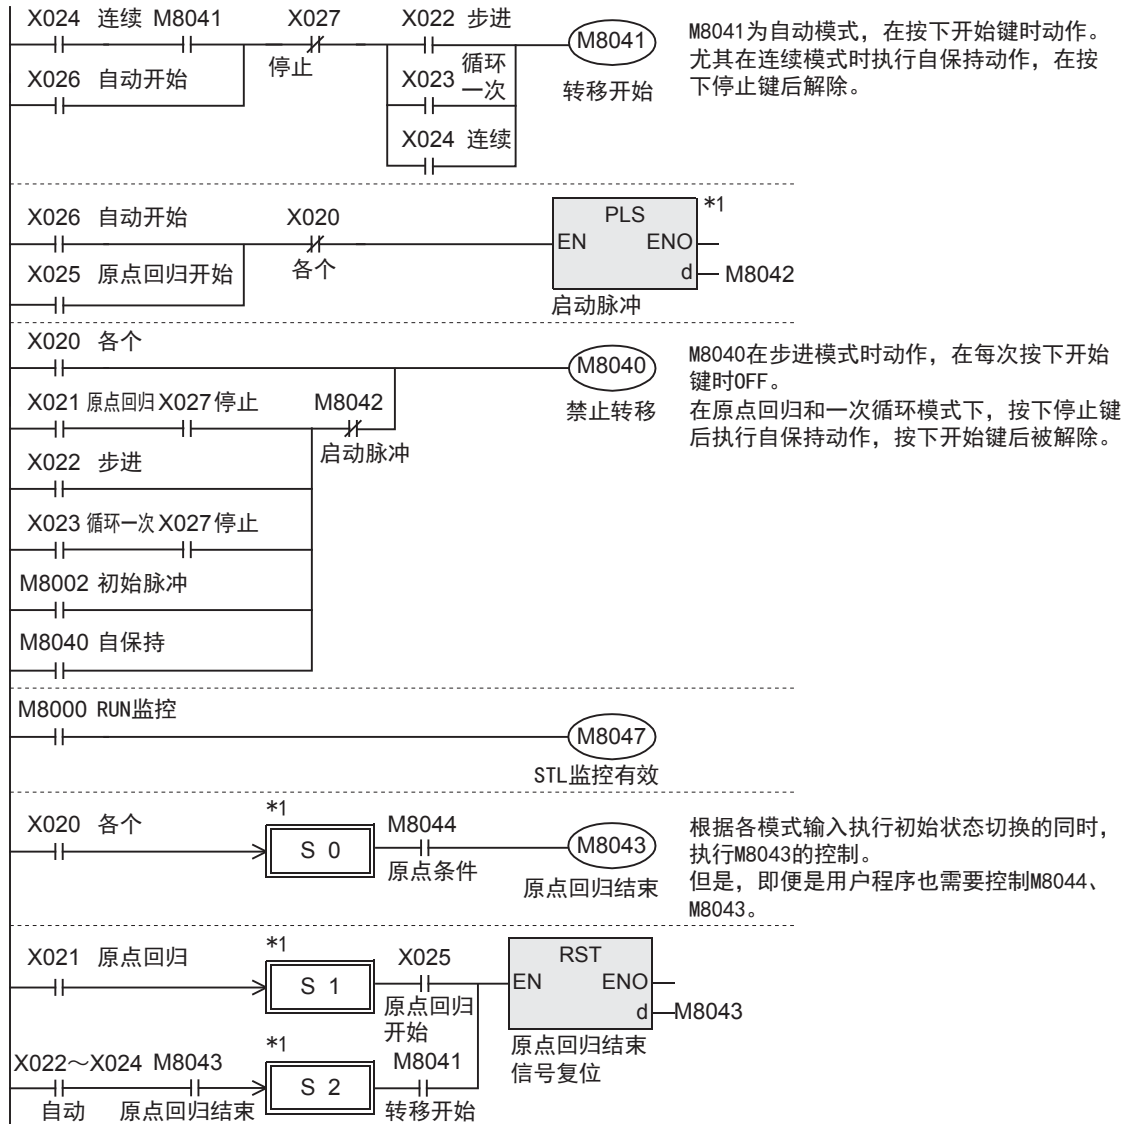 X024 连续 M8041 X027 X022 步进
M8041
停止
X026 自动开始
X023 循环一次
转移开始
X024 连续
M8041为自动模式，在按下开始键时动作。
尤其在连续模式时执行自保持动作，在按
下停止键后解除。
X026 自动开始 X020
各个
X025 原点回归开始
PLS *1
EN ENO
d M8042
启动脉冲
X020 各个
M8040
禁止转移
X021 原点回归 X027 停止 M8042
启动脉冲
X022 步进
X023 循环一次 X027 停止
M8002 初始脉冲
M8040 自保持
M8040在步进模式时动作，在每次按下开始
键时OFF。
在原点回归和一次循环模式下，按下停止键
后执行自保持动作，按下开始键后被解除。
M8000 RUN监控
M8047
STL监控有效
X020 各个
*1
S 0
M8044
原点条件
M8043
原点回归结束
根据各模式输入执行初始状态切换的同时，
执行M8043的控制。
但是，即便是用户程序也需要控制M8044、
M8043。
X021 原点回归
*1
S 1
X025
原点回归
开始
RST
EN ENO
d M8043
原点回归结束
信号复位
X022～X024 M8043
自动 原点回归结束
*1
S 2
M8041
转移开始